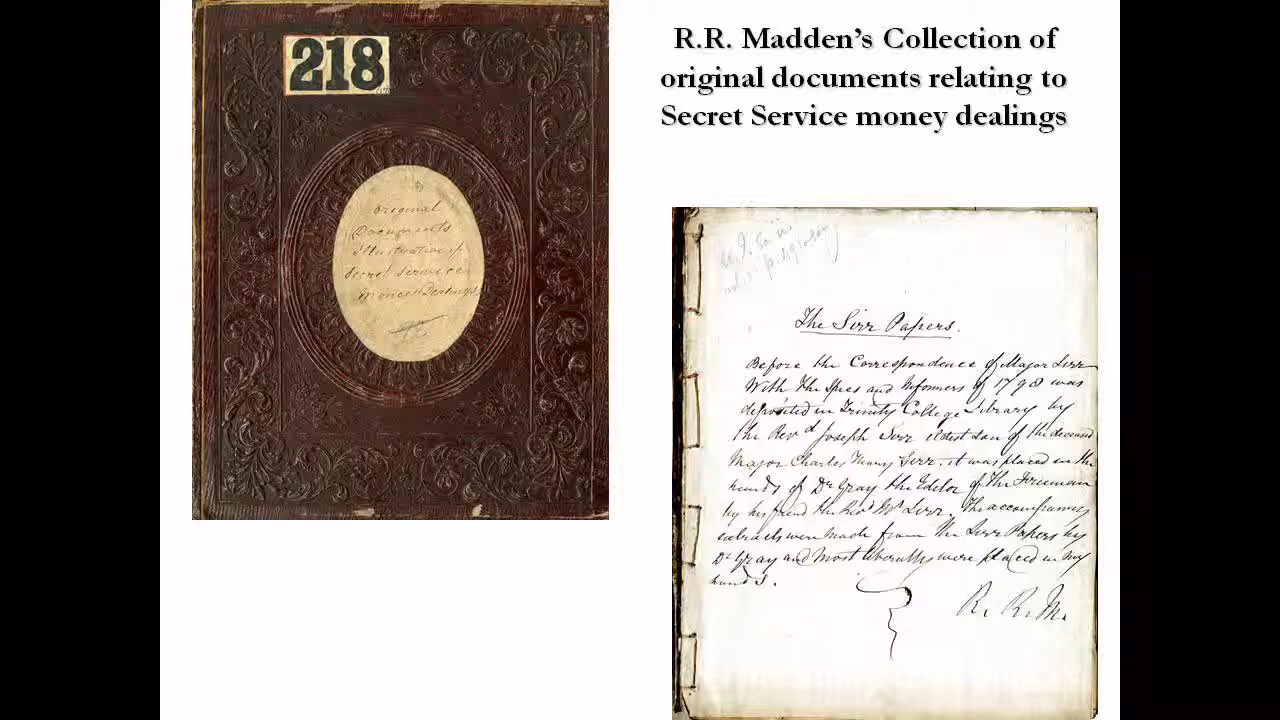 R.R. Madden's Collection of
original documents relating to
Secret Service money dealings
218
Original
Documents
Illustrative of
Secret Service
Money Dealings
The Sirr Papers.
Before the Correspondence of Major Sirr
With the Spies and Informers of 1798 was
deposited in Trinity College Library by
the Revd Joseph Sirr eldest son of the deceased
Major Charles Henry Sirr, it was placed in the
hands of Dr Gray the Editor of The Freeman
by his friend the Revd Mr Sirr. The accompanying
extracts were made from the Sirr Papers by
Dr Gray and most liberally were placed in my
hands.
R. R. M.